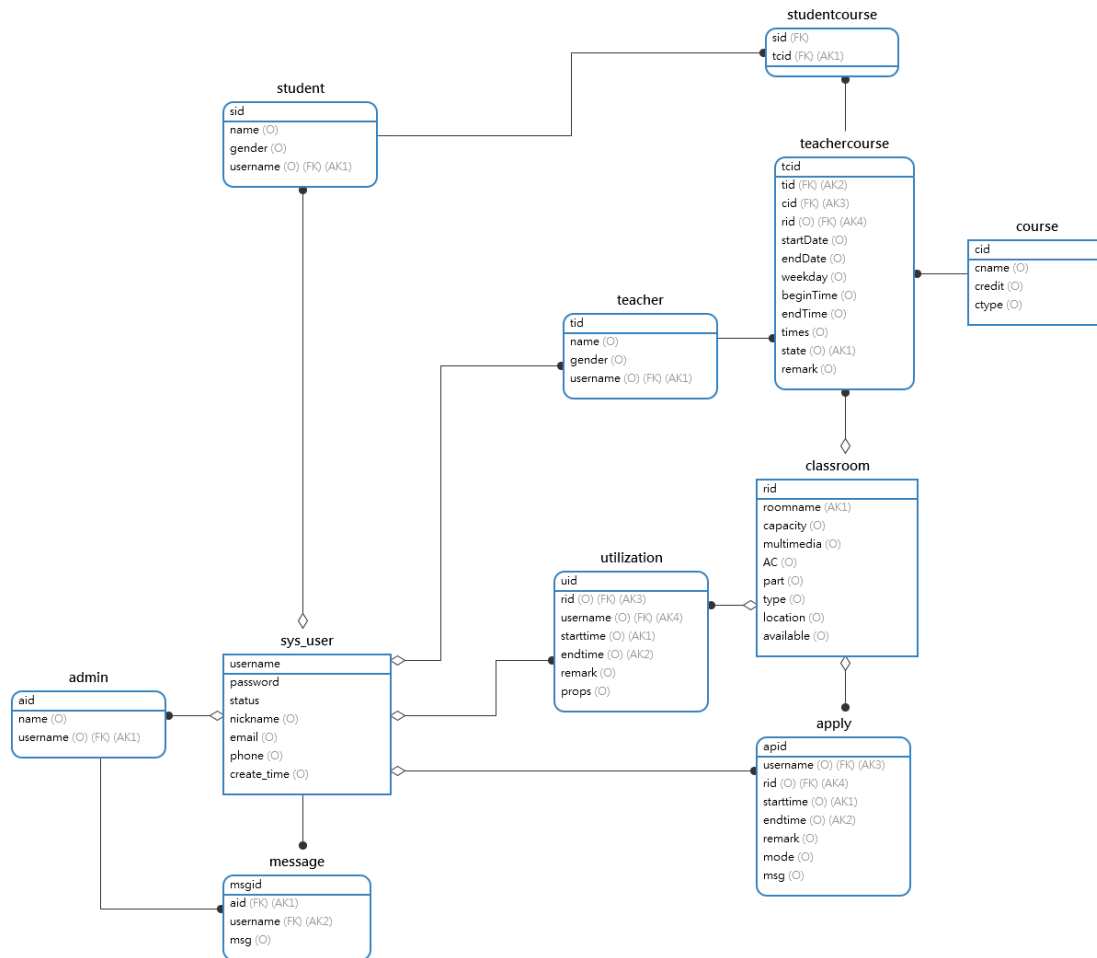 studentcourse
sid (FK)
tcid (FK) (AK1)
student
sid
name (O)
gender (O)
username (O) (FK) (AK1)
teachercourse
tcid
tid (FK) (AK2)
cid (FK) (AK3)
rid (O) (FK) (AK4)
startDate (O)
endDate (O)
weekday (O)
beginTime (O)
endTime (O)
times (O)
state (O) (AK1)
remark (O)
course
cid
cname (O)
credit (O)
ctype (O)
teacher
tid
name (O)
gender (O)
username (O) (FK) (AK1)
classroom
rid
roomname (AK1)
capacity (O)
multimedia (O)
AC (O)
part (O)
type (O)
location (O)
available (O)
utilization
uid
rid (O) (FK) (AK3)
username (O) (FK) (AK4)
starttime (O) (AK1)
endtime (O) (AK2)
remark (O)
props (O)
sys_user
username
password
status
nickname (O)
email (O)
phone (O)
create_time (O)
admin
aid
name (O)
username (O) (FK) (AK1)
apply
apid
username (O) (FK) (AK3)
rid (O) (FK) (AK4)
starttime (O) (AK1)
endtime (O) (AK2)
remark (O)
mode (O)
msg (O)
message
msgid
aid (FK) (AK1)
username (FK) (AK2)
msg (O)